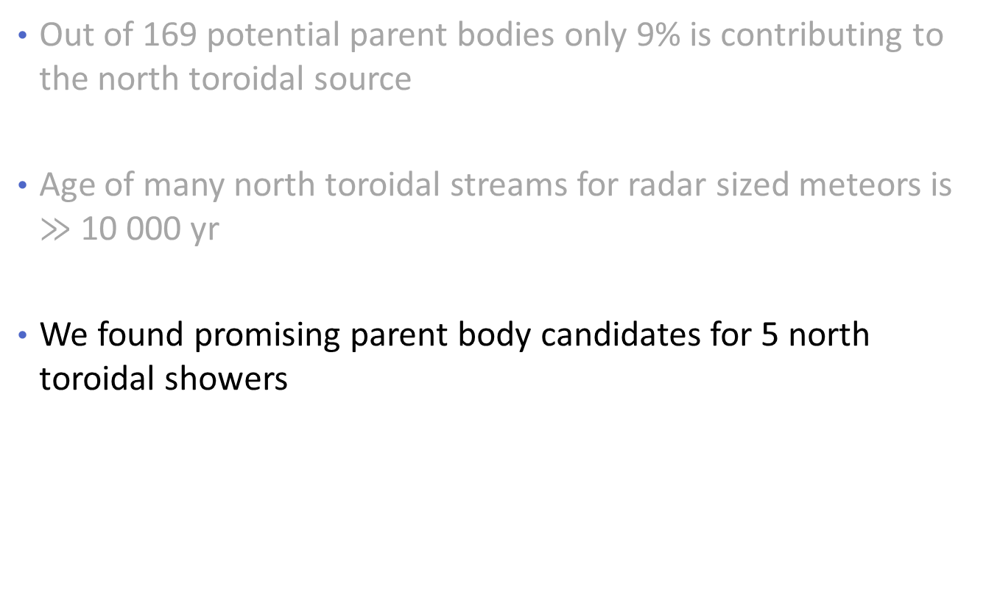 • Out of 169 potential parent bodies only 9% is contributing to
the north toroidal source
• Age of many north toroidal streams for radar sized meteors is
≫ 10 000 yr
• We found promising parent body candidates for 5 north
toroidal showers